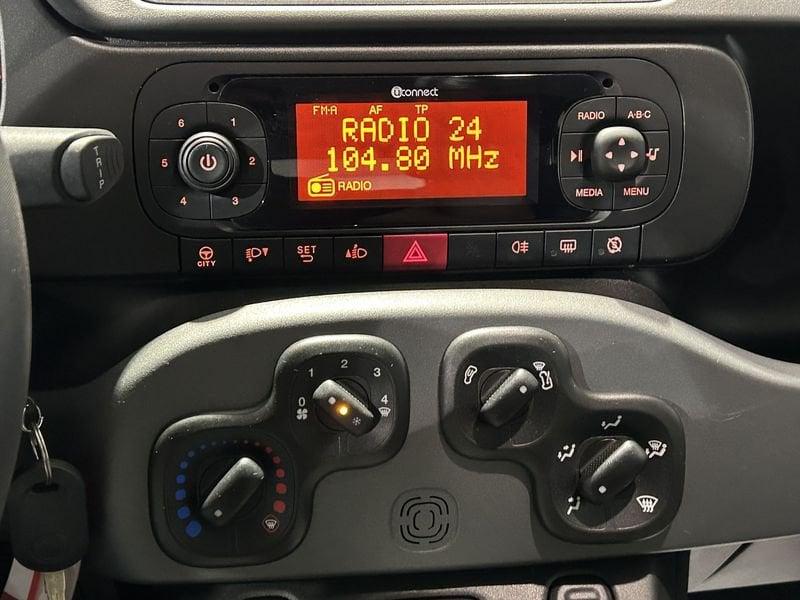 uconnect
FM-A AF TP
RADIO 24
104.80 MHz
RADIO
6 1
5 2
4 3
RADIO A·B·C
MEDIA MENU
TRIP
CITY
SET
0 1 2 3 4